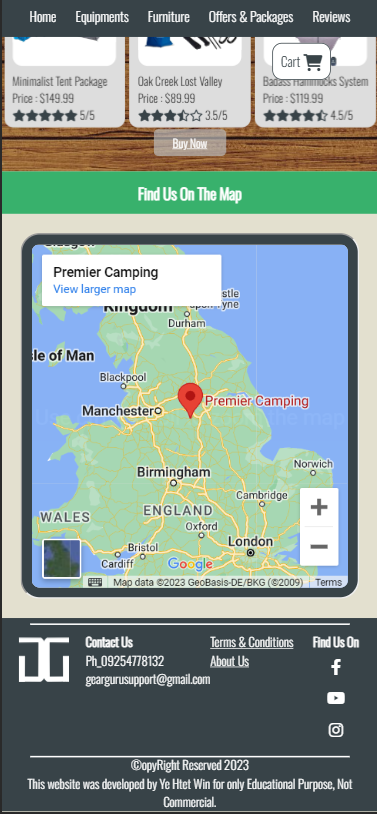 Home Equipments Furniture Offers & Packages Reviews
Cart
Minimalist Tent Package
Price : $149.99
5/5
Oak Creek Lost Valley
Price : $89.99
3.5/5
Badass Hammocks System
Price : $119.99
4.5/5
Buy Now
Find Us On The Map
Premier Camping
View larger map
Kingdom
Durham
Isle of Man
Blackpool
Manchester
Premier Camping
Birmingham
Norwich
Cambridge
WALES
ENGLAND
Oxford
London
Bristol
Cardiff
Google
Map data ©2023 GeoBasis-DE/BKG (©2009) Terms
Contact Us
Ph_09254778132
geargurusupport@gmail.com
Terms & Conditions
About Us
Find Us On
©opyRight Reserved 2023
This website was developed by Ye Htet Win for only Educational Purpose, Not
Commercial.